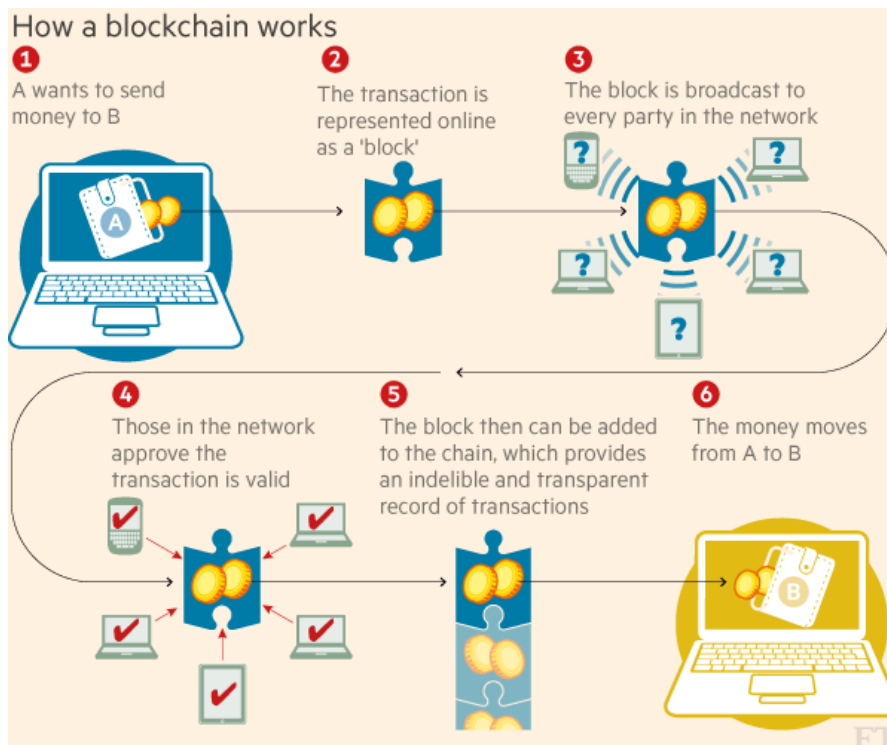 How a blockchain works
1
A wants to send
money to B
2
The transaction is
represented online
as a 'block'
3
The block is broadcast to
every party in the network
A
?
?
?
?
?
4
Those in the network
approve the
transaction is valid
5
The block then can be added
to the chain, which provides
an indelible and transparent
record of transactions
6
The money moves
from A to B
B
FT